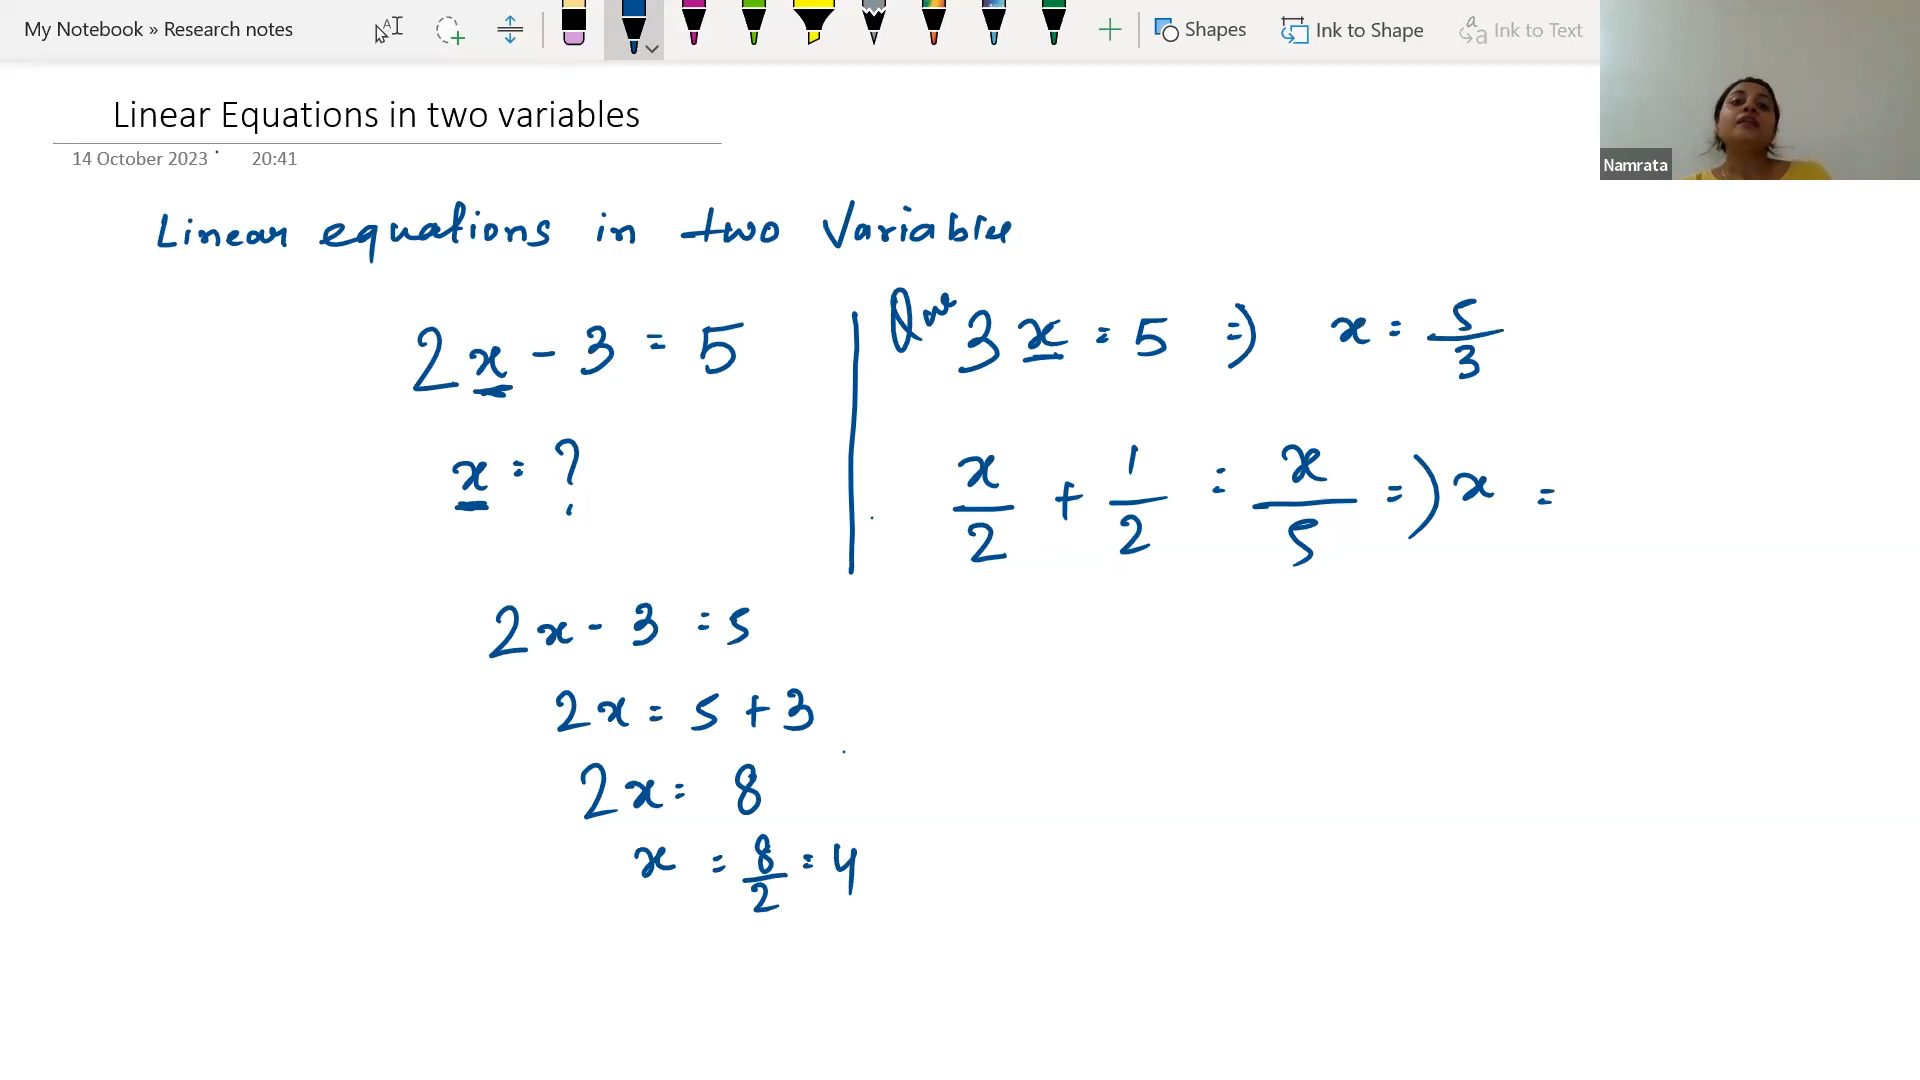 My Notebook » Research notes
Shapes
Ink to Shape
Ink to Text
Namrata
Linear Equations in two variables
14 October 2023 20:41
Linear equations in two Variables
2x - 3 = 5
x = ?
Que 3x = 5 => x = 5/3
x/2 + 1/2 = x/5 => x =
2x - 3 = 5
2x = 5 + 3
2x = 8
x = 8/2 = 4